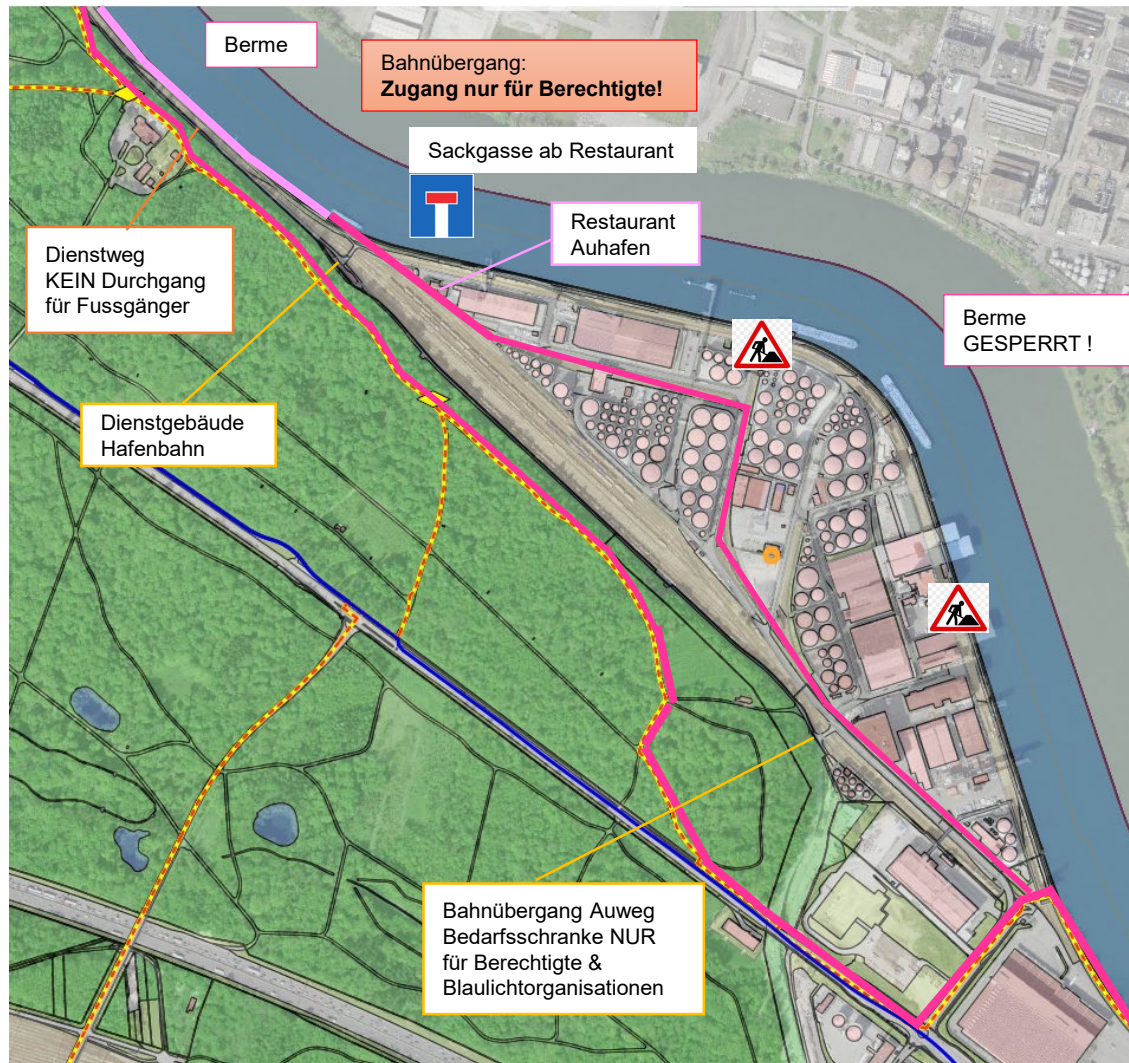 Berme
Bahnübergang:
Zugang nur für Berechtigte!
Sackgasse ab Restaurant
Restaurant
Auhafen
Dienstweg
KEIN Durchgang
für Fussgänger
Berme
GESPERRT !
Dienstgebäude
Hafenbahn
Bahnübergang Auweg
Bedarfsschranke NUR
für Berechtigte &
Blaulichtorganisationen